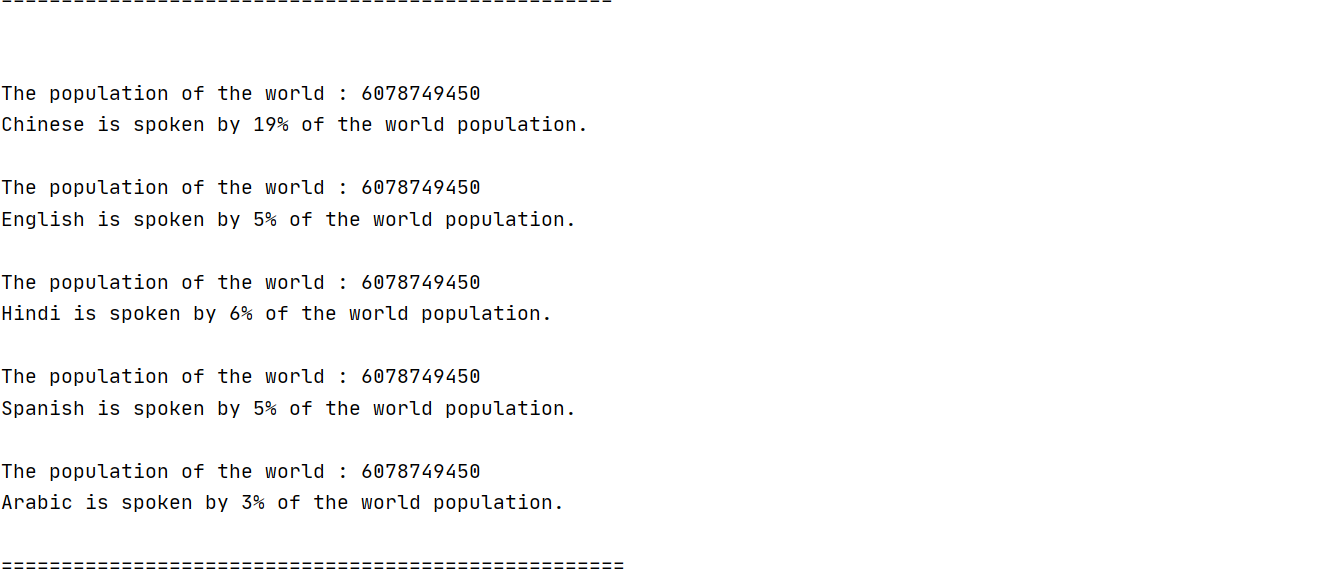 ===================================================
The population of the world : 6078749450
Chinese is spoken by 19% of the world population.
The population of the world : 6078749450
English is spoken by 5% of the world population.
The population of the world : 6078749450
Hindi is spoken by 6% of the world population.
The population of the world : 6078749450
Spanish is spoken by 5% of the world population.
The population of the world : 6078749450
Arabic is spoken by 3% of the world population.
====================================================